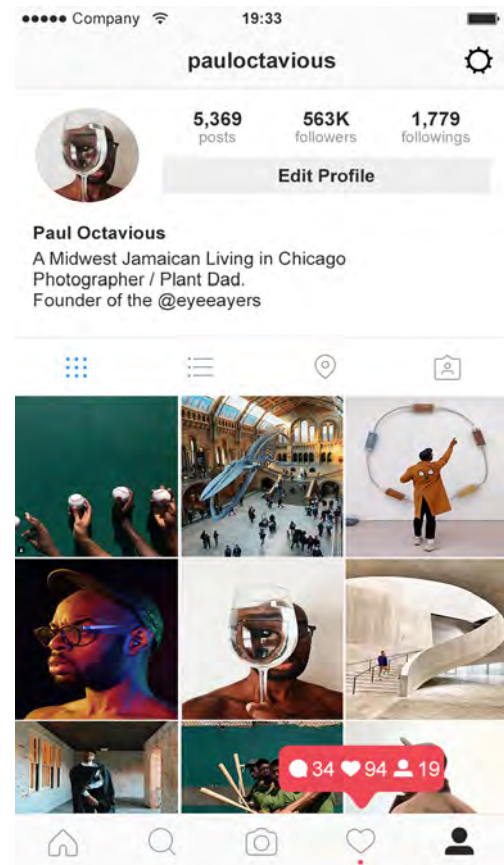 Company 19:33
pauloctavious
5,369 563K 1,779
posts followers followings
Edit Profile
Paul Octavious
A Midwest Jamaican Living in Chicago
Photographer / Plant Dad.
Founder of the @eyeeayers
34 94 19